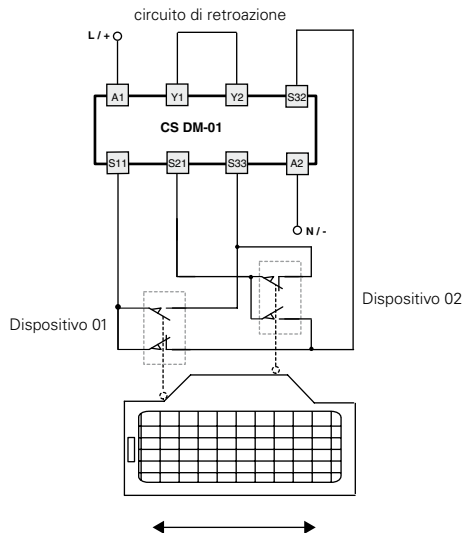 circuito di retroazione
L / +
A1 Y1 Y2 S32
CS DM-01
S11 S21 S33 A2
N / -
Dispositivo 02
Dispositivo 01